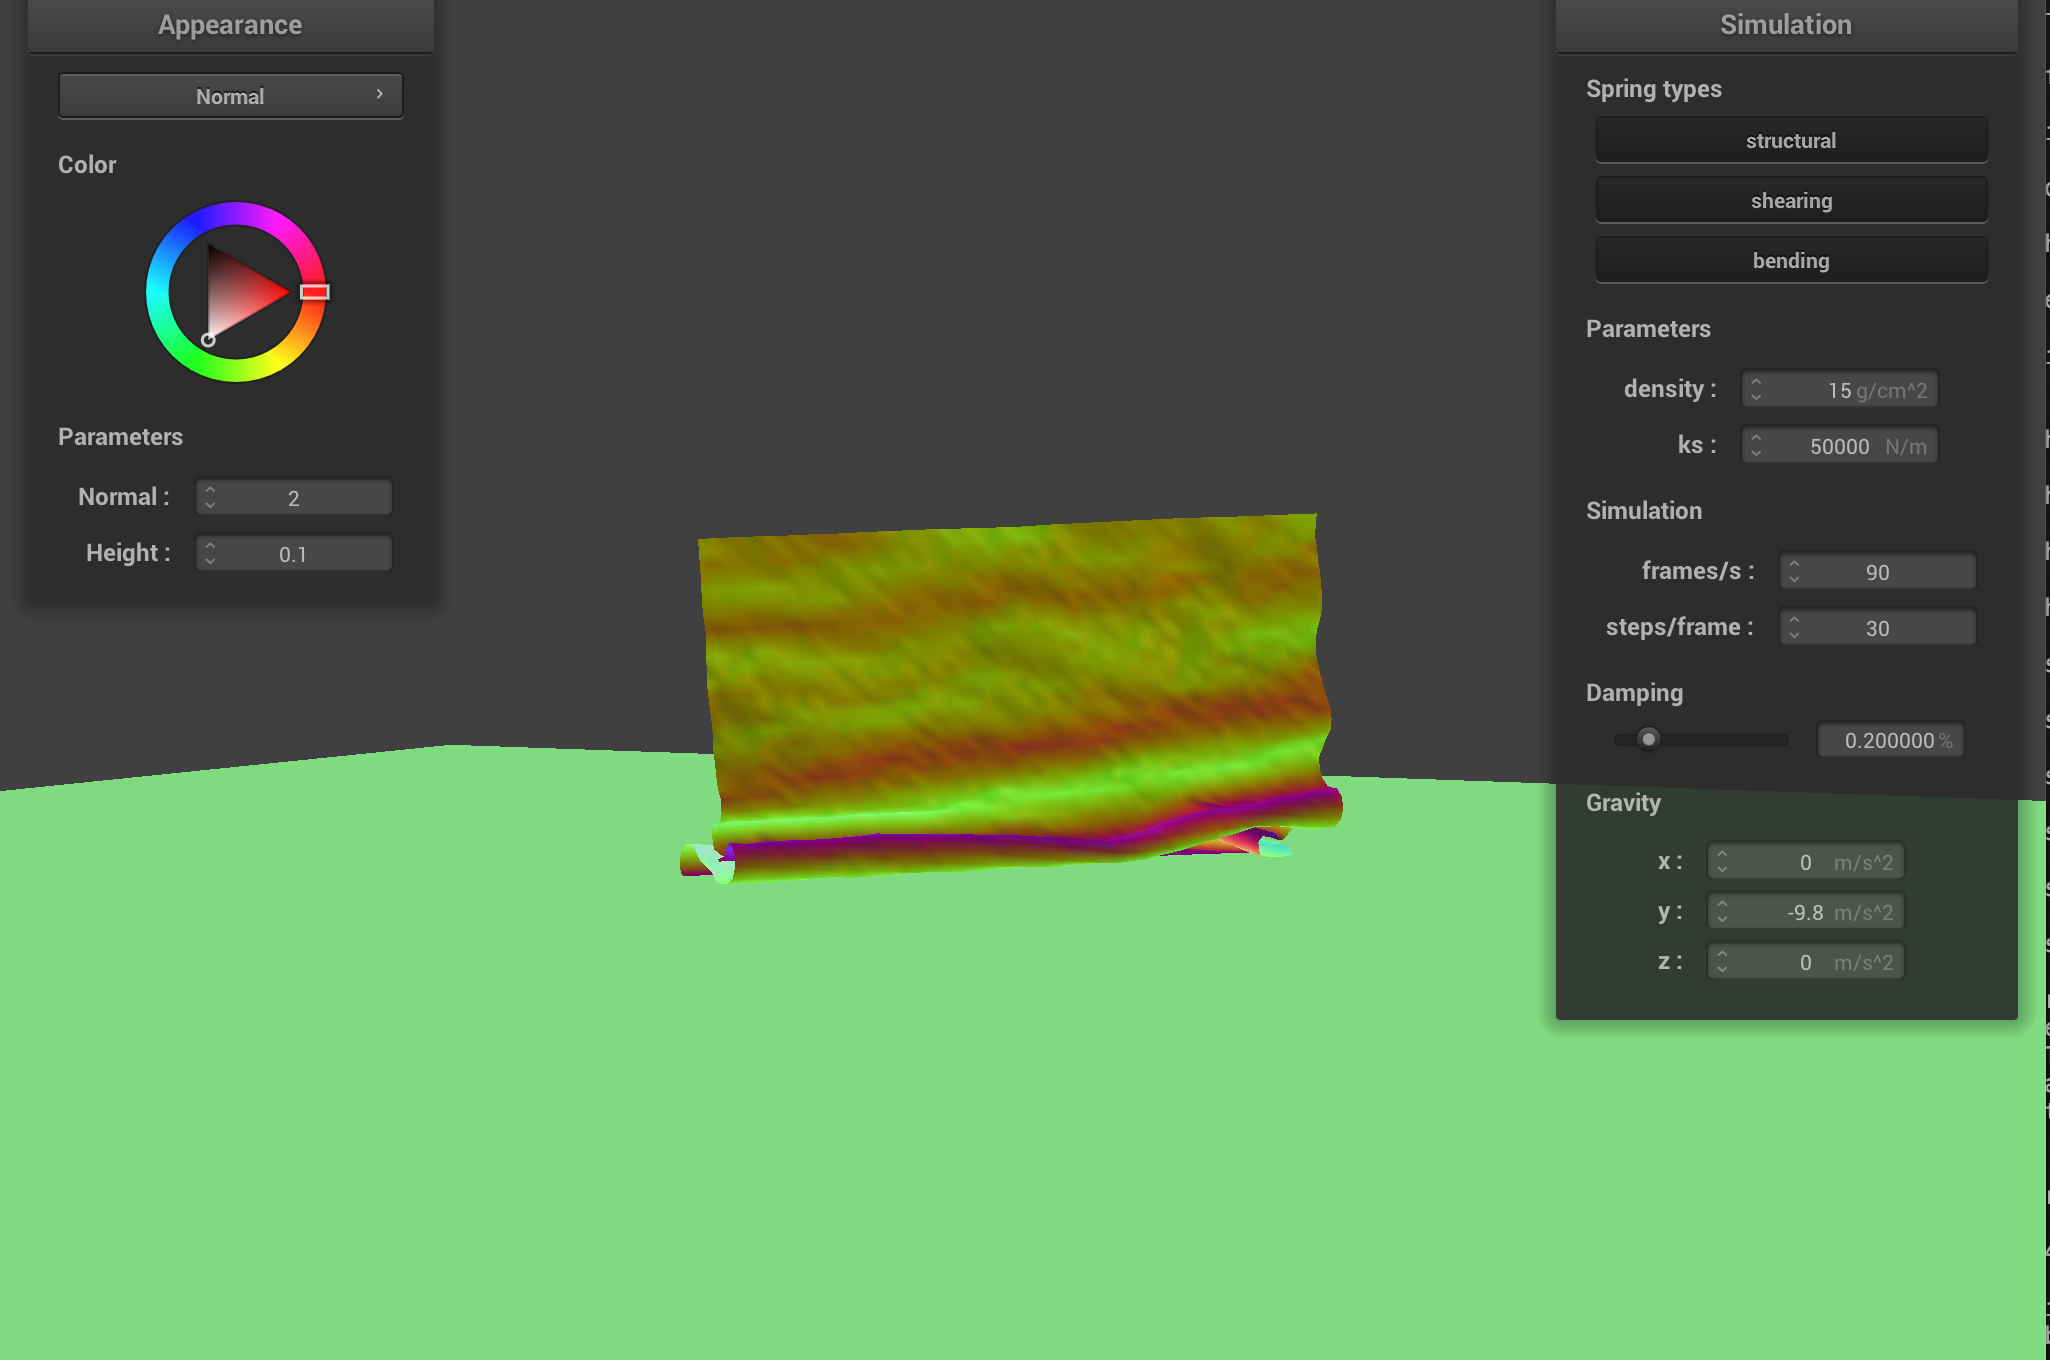 Appearance
Normal
Color
Parameters
Normal : 2
Height : 0.1
Simulation
Spring types
structural
shearing
bending
Parameters
density : 15 g/cm^2
ks : 50000 N/m
Simulation
frames/s : 90
steps/frame : 30
Damping
0.200000 %
Gravity
x : 0 m/s^2
y : -9.8 m/s^2
z : 0 m/s^2